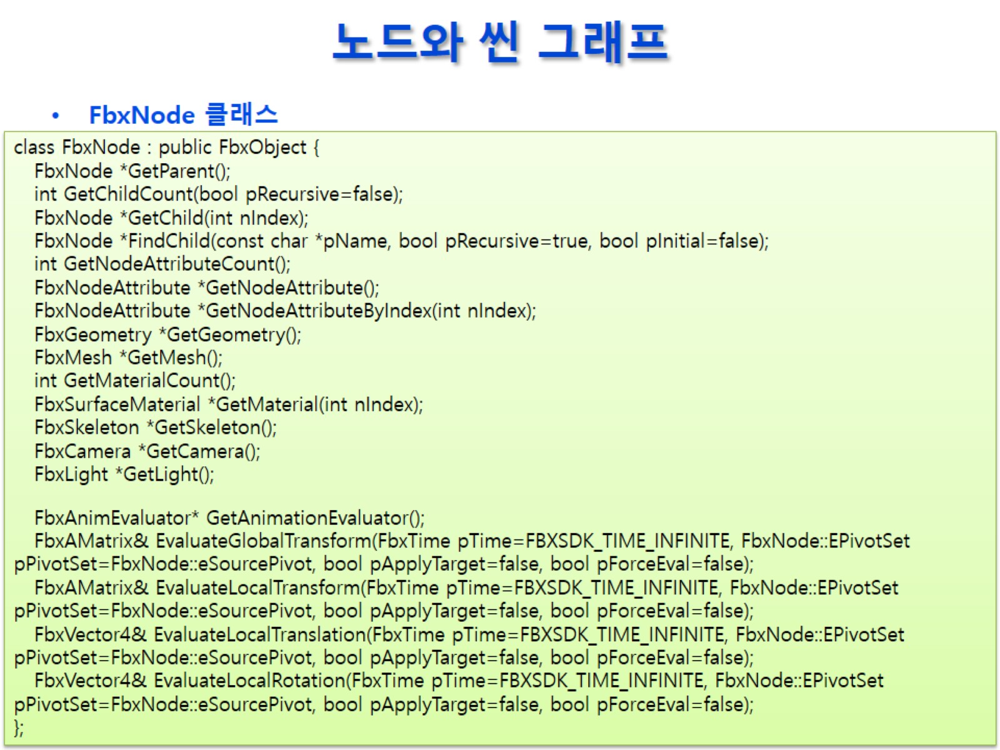 노드와 씬 그래프
• FbxNode 클래스
class FbxNode : public FbxObject {
FbxNode *GetParent();
int GetChildCount(bool pRecursive=false);
FbxNode *GetChild(int nIndex);
FbxNode *FindChild(const char *pName, bool pRecursive=true, bool pInitial=false);
int GetNodeAttributeCount();
FbxNodeAttribute *GetNodeAttribute();
FbxNodeAttribute *GetNodeAttributeByIndex(int nIndex);
FbxGeometry *GetGeometry();
FbxMesh *GetMesh();
int GetMaterialCount();
FbxSurfaceMaterial *GetMaterial(int nIndex);
FbxSkeleton *GetSkeleton();
FbxCamera *GetCamera();
FbxLight *GetLight();
FbxAnimEvaluator* GetAnimationEvaluator();
FbxAMatrix& EvaluateGlobalTransform(FbxTime pTime=FBXSDK_TIME_INFINITE, FbxNode::EPivotSet
pPivotSet=FbxNode::eSourcePivot, bool pApplyTarget=false, bool pForceEval=false);
FbxAMatrix& EvaluateLocalTransform(FbxTime pTime=FBXSDK_TIME_INFINITE, FbxNode::EPivotSet
pPivotSet=FbxNode::eSourcePivot, bool pApplyTarget=false, bool pForceEval=false);
FbxVector4& EvaluateLocalTranslation(FbxTime pTime=FBXSDK_TIME_INFINITE, FbxNode::EPivotSet
pPivotSet=FbxNode::eSourcePivot, bool pApplyTarget=false, bool pForceEval=false);
FbxVector4& EvaluateLocalRotation(FbxTime pTime=FBXSDK_TIME_INFINITE, FbxNode::EPivotSet
pPivotSet=FbxNode::eSourcePivot, bool pApplyTarget=false, bool pForceEval=false);
};